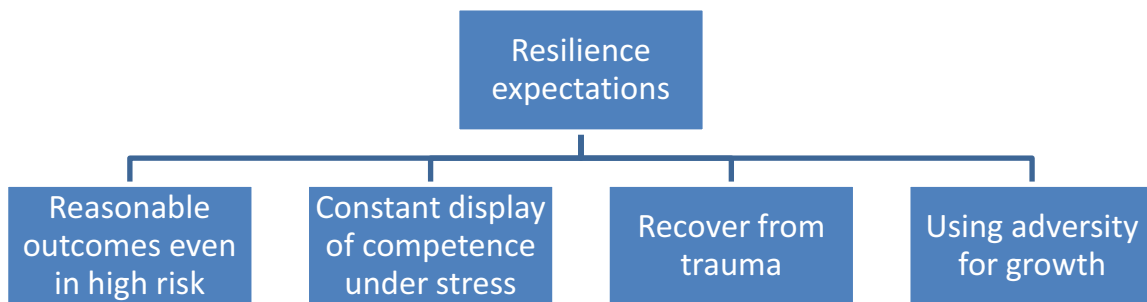 Resilience
expectations
Reasonable
outcomes even
in high risk
Constant display
of competence
under stress
Recover from
trauma
Using adversity
for growth